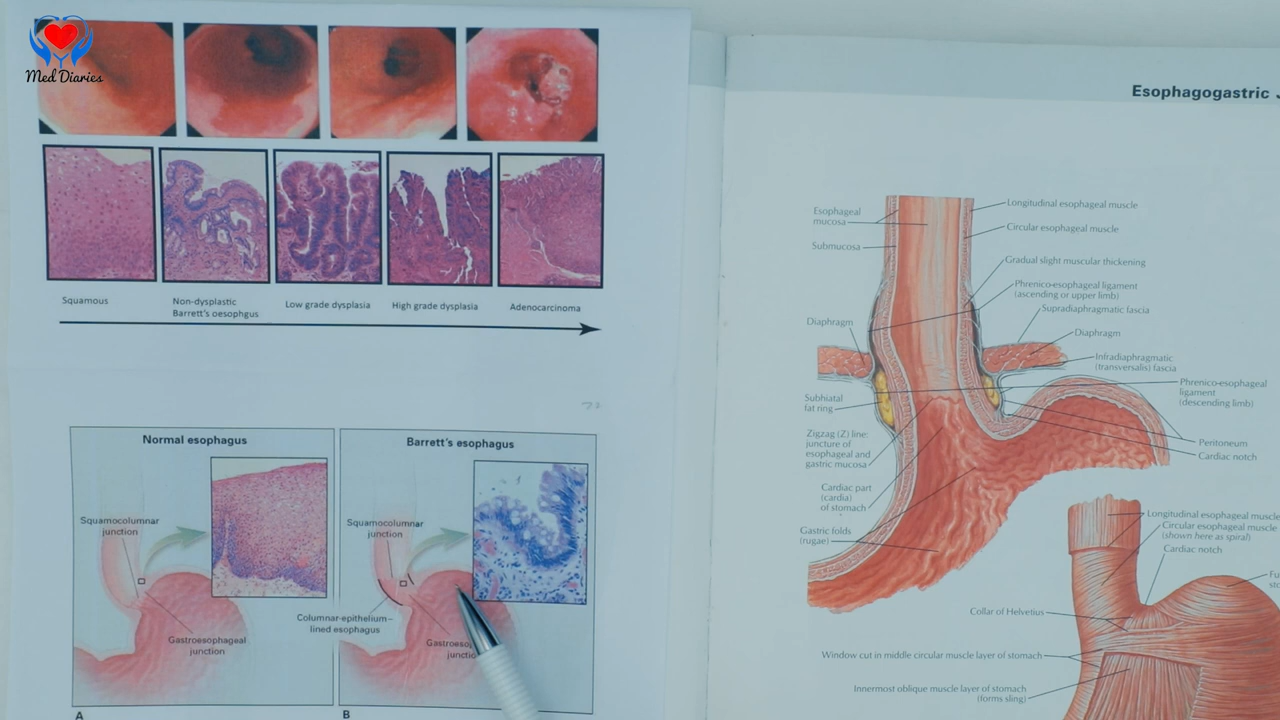 Med Diaries
Squamous
Non-dysplastic
Barrett's oesophgus
Low grade dysplasia
High grade dysplasia
Adenocarcinoma
Normal esophagus
Squamocolumnar
junction
Gastroesophageal
junction
A
Barrett's esophagus
Squamocolumnar
junction
Columnar-epithelium–
lined esophagus
B
Esophagogastric
Esophageal
mucosa
Submucosa
Diaphragm
Subhiatal
fat ring
Zigzag (Z) line:
juncture of
esophageal and
gastric mucosa
Cardiac part
(cardia)
of stomach
Gastric folds
(rugae)
Longitudinal esophageal muscle
Circular esophageal muscle
Gradual slight muscular thickening
Phrenico-esophageal ligament
(ascending or upper limb)
Supradiaphragmatic fascia
Diaphragm
Infradiaphragmatic
(transversalis) fascia
Phrenico-esophageal
ligament
(descending limb)
Peritoneum
Cardiac notch
Longitudinal esophageal muscle
Circular esophageal muscle
(shown here as spiral)
Cardiac notch
Collar of Helvetius
Window cut in middle circular muscle layer of stomach
Innermost oblique muscle layer of stomach
(forms sling)